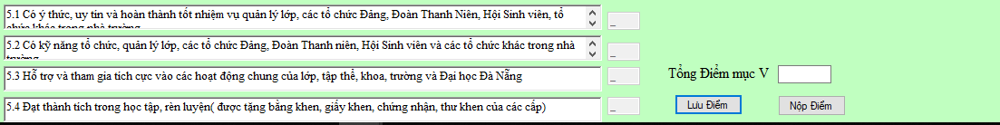 5.1 Có ý thức, uy tín và hoàn thành tốt nhiệm vụ quản lý lớp, các tổ chức Đảng, Đoàn Thanh Niên, Hội Sinh viên, tổ
chức khác trong nhà trường
5.2 Có kỹ năng tổ chức, quản lý lớp, các tổ chức Đảng, Đoàn Thanh niên, Hội Sinh viên và các tổ chức khác trong nhà
trường
5.3 Hỗ trợ và tham gia tích cực vào các hoạt động chung của lớp, tập thể, khoa, trường và Đại học Đà Nẵng
Tổng Điểm mục V
5.4 Đạt thành tích trong học tập, rèn luyện( được tặng bằng khen, giấy khen, chứng nhận, thư khen của các cấp)
Lưu Điểm
Nộp Điểm